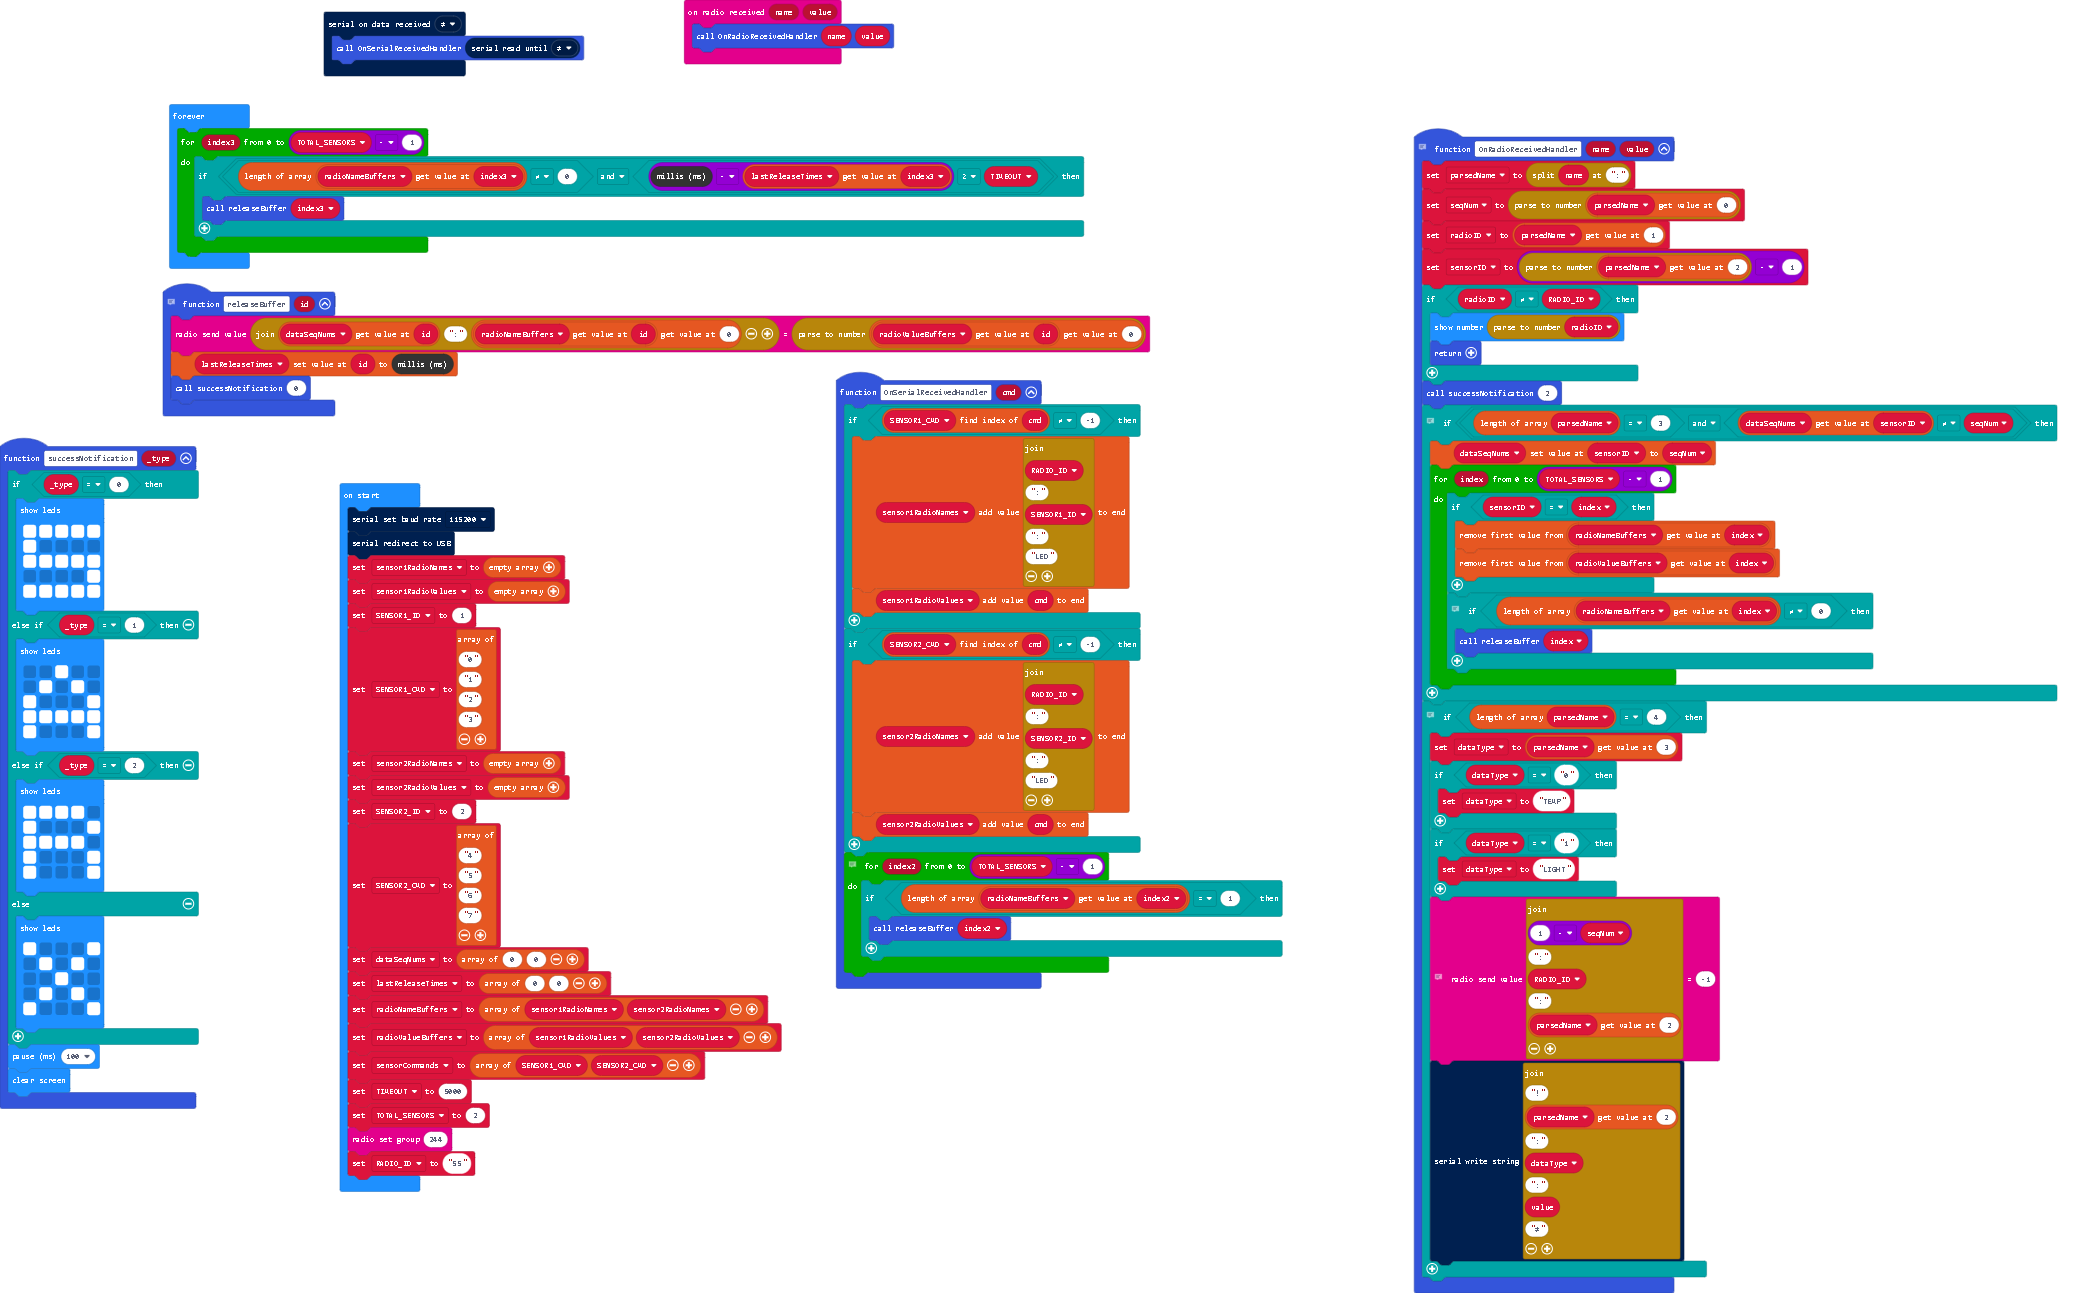 serial on data received # ▾
call OnSerialReceivedHandler serial read until # ▾
on radio received name value
call OnRadioReceivedHandler name value
forever
for index3 from 0 to TOTAL_SENSORS ▾ - ▾ 1
do
if length of array radioNameBuffers ▾ get value at index3 ▾ ≠ ▾ 0 and ▾ millis (ms) - ▾ lastReleaseTimes ▾ get value at index3 ▾ ≥ ▾ TIMEOUT ▾ then
call releaseBuffer index3 ▾
function releaseBuffer id
radio send value join dataSeqNums ▾ get value at id ":" radioNameBuffers ▾ get value at id get value at 0 = parse to number radioValueBuffers ▾ get value at id get value at 0
lastReleaseTimes ▾ set value at id to millis (ms)
call successNotification 0
function successNotification _type
if _type ▾ = ▾ 0 then
show leds
else if _type ▾ = ▾ 1 then
show leds
else if _type ▾ = ▾ 2 then
show leds
else
show leds
pause (ms) 100 ▾
clear screen
on start
serial set baud rate 115200 ▾
serial redirect to USB
set sensor1RadioNames ▾ to empty array
set sensor1RadioValues ▾ to empty array
set SENSOR1_ID ▾ to 1
set SENSOR1_CMD ▾ to array of
"0"
"1"
"2"
"3"
set sensor2RadioNames ▾ to empty array
set sensor2RadioValues ▾ to empty array
set SENSOR2_ID ▾ to 2
set SENSOR2_CMD ▾ to array of
"4"
"5"
"6"
"7"
set dataSeqNums ▾ to array of 0 0
set lastReleaseTimes ▾ to array of 0 0
set radioNameBuffers ▾ to array of sensor1RadioNames ▾ sensor2RadioNames ▾
set radioValueBuffers ▾ to array of sensor1RadioValues ▾ sensor2RadioValues ▾
set sensorCommands ▾ to array of SENSOR1_CMD ▾ SENSOR2_CMD ▾
set TIMEOUT ▾ to 5000
set TOTAL_SENSORS ▾ to 2
radio set group 244
set RADIO_ID ▾ to "55"
function OnSerialReceivedHandler cmd
if SENSOR1_CMD ▾ find index of cmd ≠ ▾ -1 then
sensor1RadioNames ▾ add value join
RADIO_ID ▾
":"
SENSOR1_ID ▾
":"
"LED"
to end
sensor1RadioValues ▾ add value cmd to end
if SENSOR2_CMD ▾ find index of cmd ≠ ▾ -1 then
sensor2RadioNames ▾ add value join
RADIO_ID ▾
":"
SENSOR2_ID ▾
":"
"LED"
to end
sensor2RadioValues ▾ add value cmd to end
for index2 from 0 to TOTAL_SENSORS ▾ - ▾ 1
do
if length of array radioNameBuffers ▾ get value at index2 ▾ = ▾ 1 then
call releaseBuffer index2 ▾
function OnRadioReceivedHandler name value
set parsedName ▾ to split name at ":"
set seqNum ▾ to parse to number parsedName ▾ get value at 0
set radioID ▾ to parsedName ▾ get value at 1
set sensorID ▾ to parse to number parsedName ▾ get value at 2 - ▾ 1
if radioID ▾ ≠ ▾ RADIO_ID ▾ then
show number parse to number radioID ▾
return
call successNotification 2
if length of array parsedName ▾ = ▾ 3 and ▾ dataSeqNums ▾ get value at sensorID ▾ ≠ ▾ seqNum ▾ then
dataSeqNums ▾ set value at sensorID ▾ to seqNum ▾
for index from 0 to TOTAL_SENSORS ▾ - ▾ 1
do
if sensorID ▾ = ▾ index ▾ then
remove first value from radioNameBuffers ▾ get value at index ▾
remove first value from radioValueBuffers ▾ get value at index ▾
if length of array radioNameBuffers ▾ get value at index ▾ ≠ ▾ 0 then
call releaseBuffer index ▾
if length of array parsedName ▾ = ▾ 4 then
set dataType ▾ to parsedName ▾ get value at 3
if dataType ▾ = ▾ "0" then
set dataType ▾ to "TEMP"
if dataType ▾ = ▾ "1" then
set dataType ▾ to "LIGHT"
radio send value join
1 - ▾ seqNum ▾
":"
RADIO_ID ▾
":"
parsedName ▾ get value at 2
= -1
serial write string join
"!"
parsedName ▾ get value at 2
":"
dataType ▾
":"
value
"#"